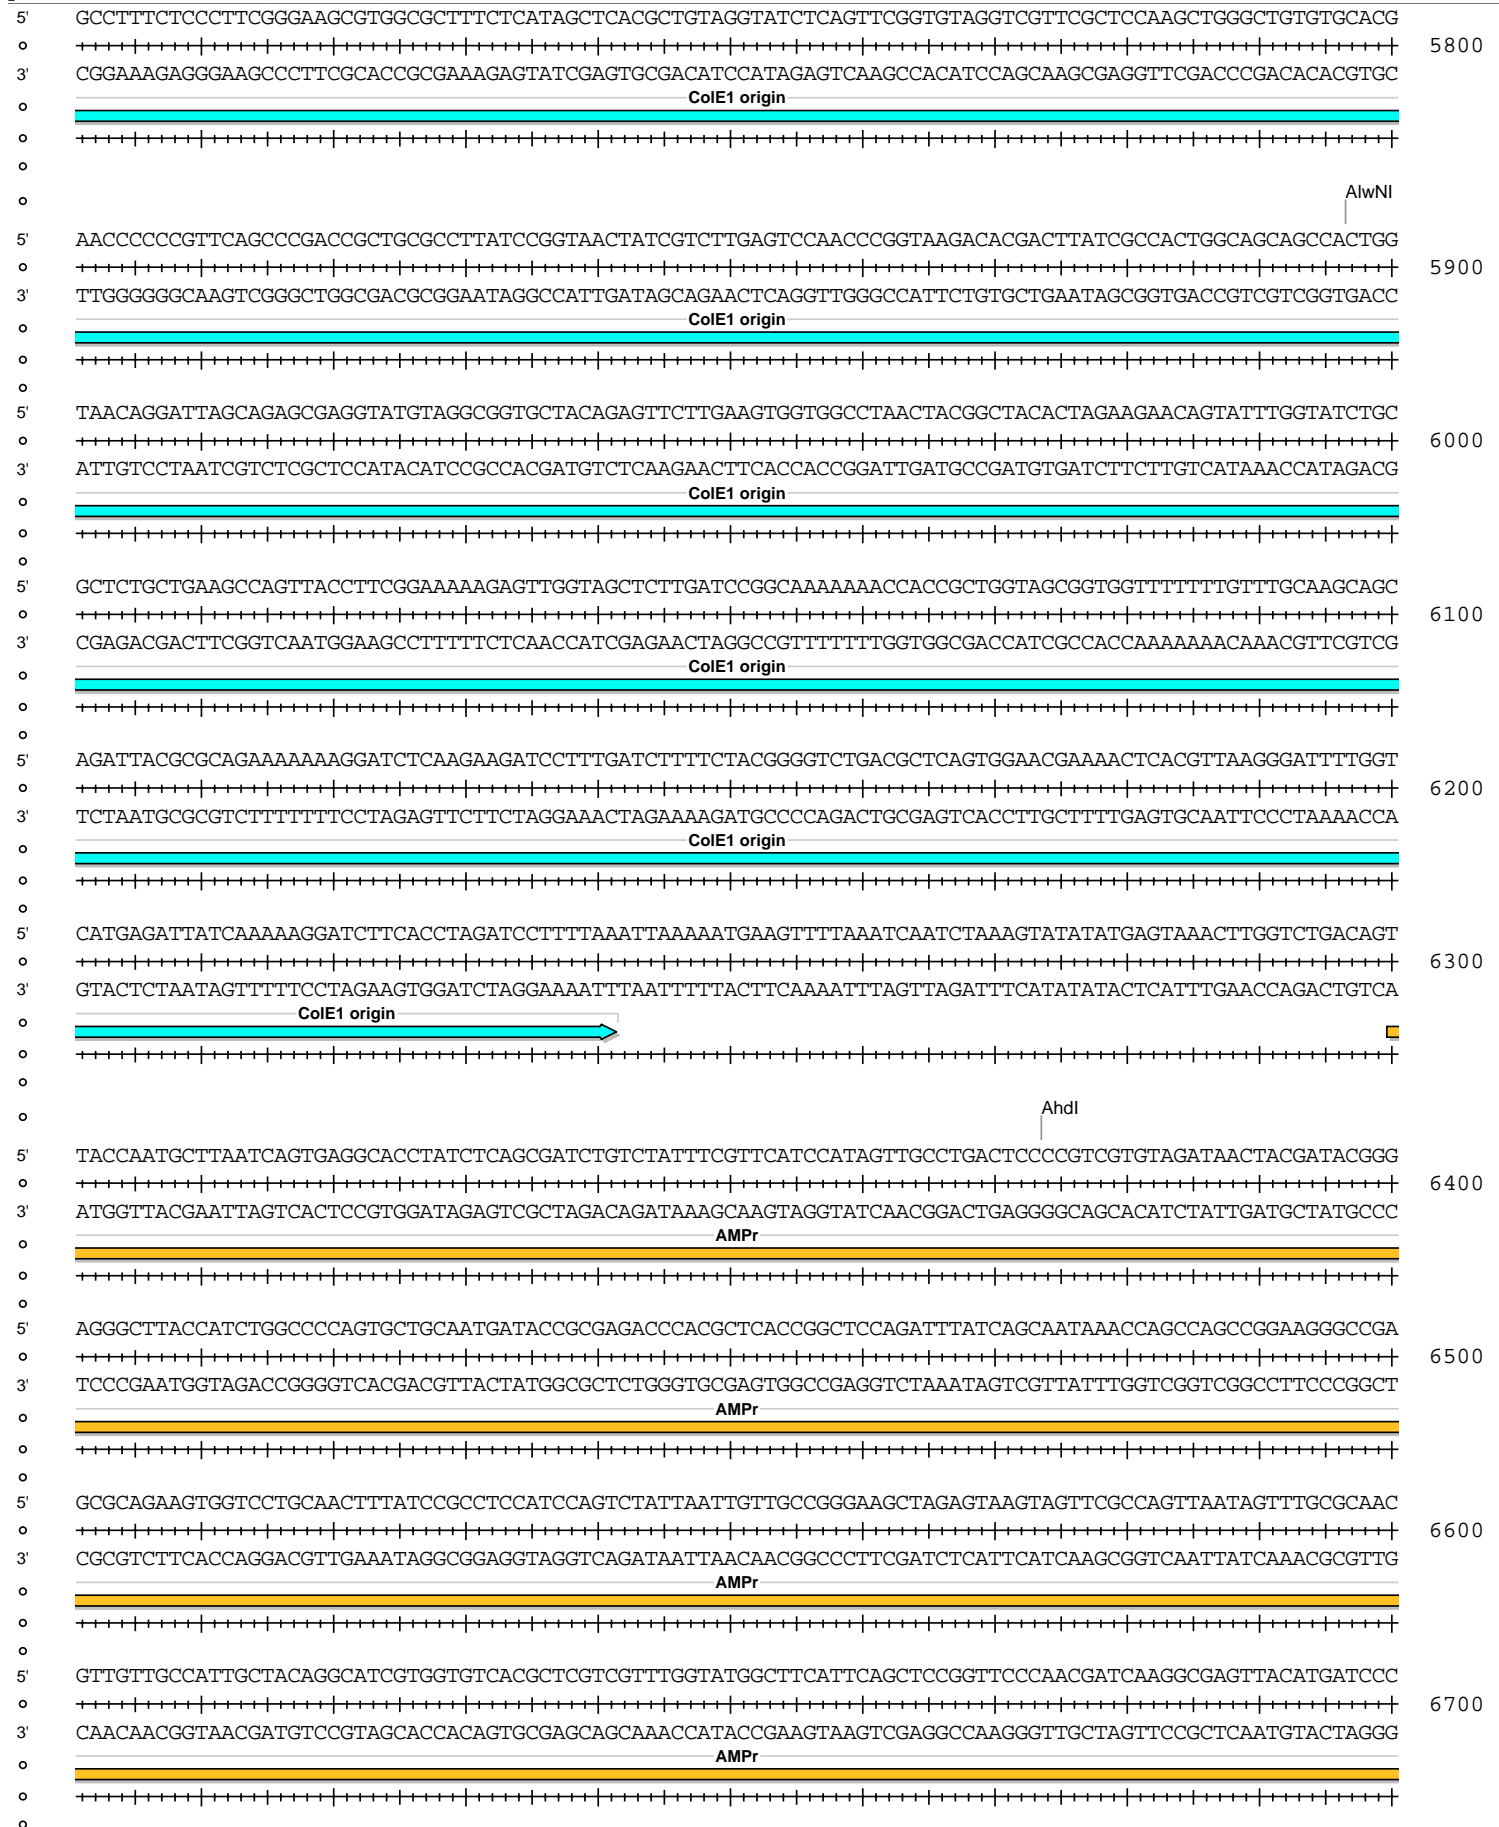 5' GCCTTTCTCCCTTCGGGAAGCGTGGCGCTTTCTCATAGCTCACGCTGTAGGTATCTCAGTTCGGTGTAGGTCGTTCGCTCCAAGCTGGGCTGTGTGCACG
5800
3' CGGAAAGAGGGAAGCCCTTCGCACCGCGAAAGAGTATCGAGTGCGACATCCATAGAGTCAAGCCACATCCAGCAAGCGAGGTTCGACCCGACACACGTGC
ColE1 origin
AlwNI
5' AACCCCCCGTTCAGCCCGACCGCTGCGCCTTATCCGGTAACTATCGTCTTGAGTCCAACCCGGTAAGACACGACTTATCGCCACTGGCAGCAGCCACTGG
5900
3' TTGGGGGGCAAGTCGGGCTGGCGACGCGGAATAGGCCATTGATAGCAGAACTCAGGTTGGGCCATTCTGTGCTGAATAGCGGTGACCGTCGTCGGTGACC
ColE1 origin
5' TAACAGGATTAGCAGAGCGAGGTATGTAGGCGGTGCTACAGAGTTCTTGAAGTGGTGGCCTAACTACGGCTACACTAGAAGAACAGTATTTGGTATCTGC
6000
3' ATTGTCCTAATCGTCTCGCTCCATACATCCGCCACGATGTCTCAAGAACTTCACCACCGGATTGATGCCGATGTGATCTTCTTGTCATAAACCATAGACG
ColE1 origin
5' GCTCTGCTGAAGCCAGTTACCTTCGGAAAAAGAGTTGGTAGCTCTTGATCCGGCAAAAAAACCACCGCTGGTAGCGGTGGTTTTTTTGTTTGCAAGCAGC
6100
3' CGAGACGACTTCGGTCAATGGAAGCCTTTTTCTCAACCATCGAGAACTAGGCCGTTTTTTTGGTGGCGACCATCGCCACCAAAAAAACAAACGTTCGTCG
ColE1 origin
5' AGATTACGCGCAGAAAAAAAGGATCTCAAGAAGATCCTTTGATCTTTTCTACGGGGTCTGACGCTCAGTGGAACGAAAACTCACGTTAAGGGATTTTGGT
6200
3' TCTAATGCGCGTCTTTTTTTCCTAGAGTTCTTCTAGGAAACTAGAAAAGATGCCCCAGACTGCGAGTCACCTTGCTTTTGAGTGCAATTCCCTAAAACCA
ColE1 origin
5' CATGAGATTATCAAAAAGGATCTTCACCTAGATCCTTTTAAATTAAAAATGAAGTTTTAAATCAATCTAAAGTATATATGAGTAAACTTGGTCTGACAGT
6300
3' GTACTCTAATAGTTTTTCCTAGAAGTGGATCTAGGAAAATTTAATTTTTACTTCAAAATTTAGTTAGATTTCATATATACTCATTTGAACCAGACTGTCA
ColE1 origin
AhdI
5' TACCAATGCTTAATCAGTGAGGCACCTATCTCAGCGATCTGTCTATTTCGTTCATCCATAGTTGCCTGACTCCCCGTCGTGTAGATAACTACGATACGGG
6400
3' ATGGTTACGAATTAGTCACTCCGTGGATAGAGTCGCTAGACAGATAAAGCAAGTAGGTATCAACGGACTGAGGGGCAGCACATCTATTGATGCTATGCCC
AMPr
5' AGGGCTTACCATCTGGCCCCAGTGCTGCAATGATACCGCGAGACCCACGCTCACCGGCTCCAGATTTATCAGCAATAAACCAGCCAGCCGGAAGGGCCGA
6500
3' TCCCGAATGGTAGACCGGGGTCACGACGTTACTATGGCGCTCTGGGTGCGAGTGGCCGAGGTCTAAATAGTCGTTATTTGGTCGGTCGGCCTTCCCGGCT
AMPr
5' GCGCAGAAGTGGTCCTGCAACTTTATCCGCCTCCATCCAGTCTATTAATTGTTGCCGGGAAGCTAGAGTAAGTAGTTCGCCAGTTAATAGTTTGCGCAAC
6600
3' CGCGTCTTCACCAGGACGTTGAAATAGGCGGAGGTAGGTCAGATAATTAACAACGGCCCTTCGATCTCATTCATCAAGCGGTCAATTATCAAACGCGTTG
AMPr
5' GTTGTTGCCATTGCTACAGGCATCGTGGTGTCACGCTCGTCGTTTGGTATGGCTTCATTCAGCTCCGGTTCCCAACGATCAAGGCGAGTTACATGATCCC
6700
3' CAACAACGGTAACGATGTCCGTAGCACCACAGTGCGAGCAGCAAACCATACCGAAGTAAGTCGAGGCCAAGGGTTGCTAGTTCCGCTCAATGTACTAGGG
AMPr